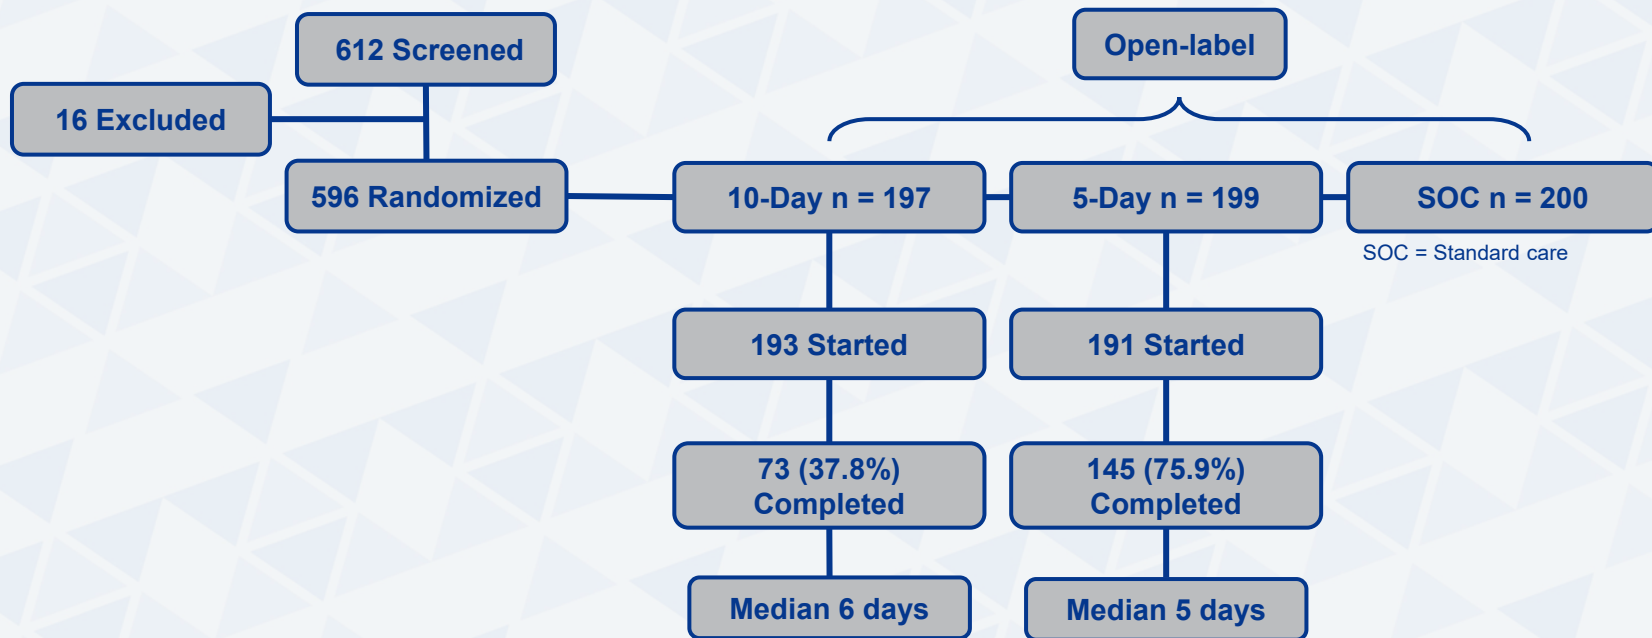 612 Screened
Open-label
16 Excluded
596 Randomized
10-Day n = 197
5-Day n = 199
SOC n = 200
SOC = Standard care
193 Started
191 Started
73 (37.8%)
Completed
145 (75.9%)
Completed
Median 6 days
Median 5 days